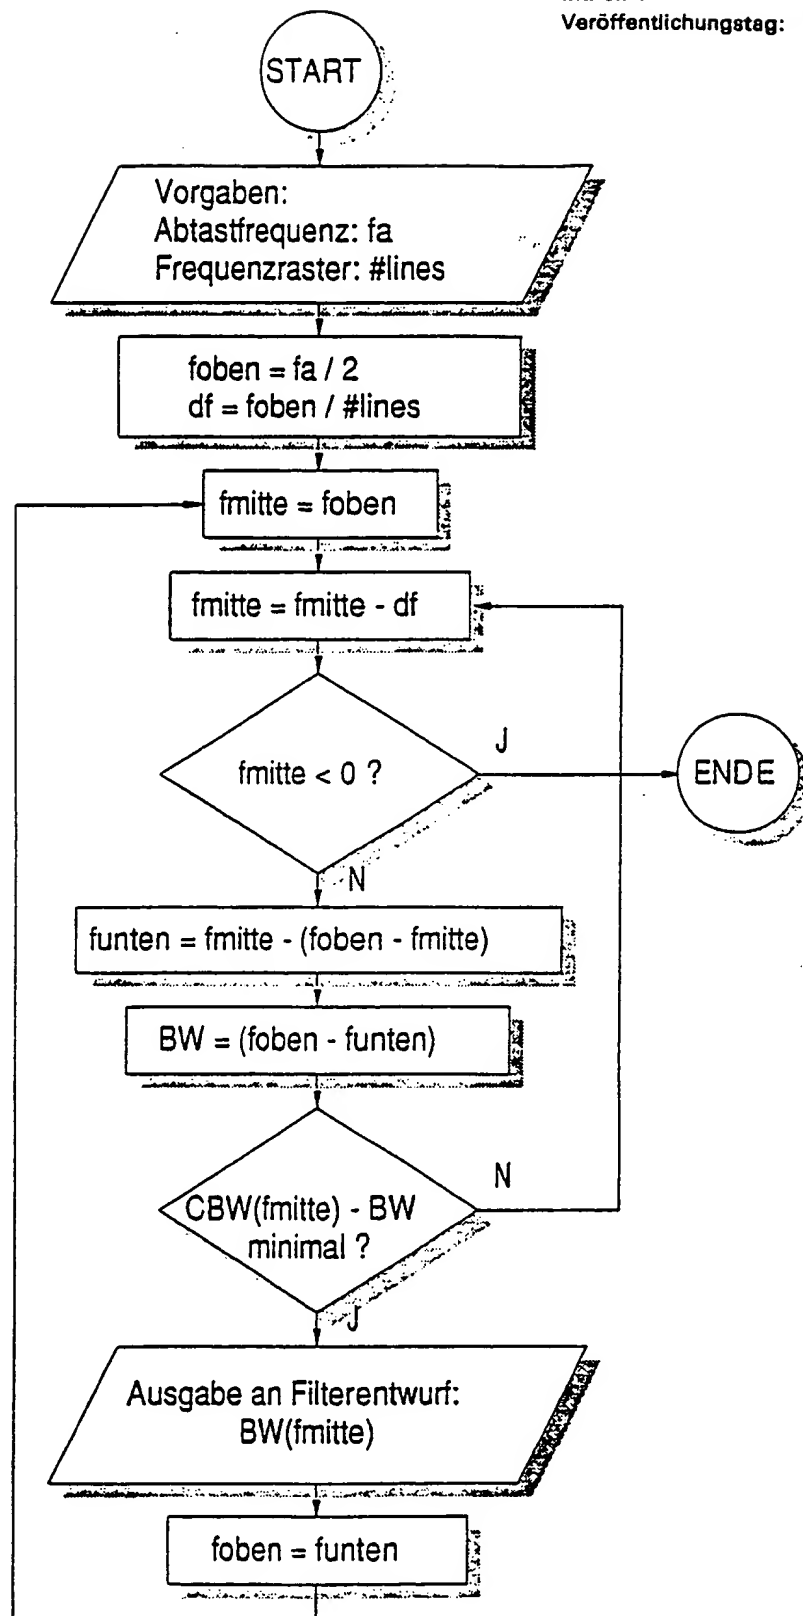 Veröffentlichungstag:
START
Vorgaben:
Abtastfrequenz: fa
Frequenzraster: #lines
foben = fa / 2
df = foben / #lines
fmitte = foben
fmitte = fmitte - df
fmitte < 0 ?
J
ENDE
N
funten = fmitte - (foben - fmitte)
BW = (foben - funten)
CBW(fmitte) - BW
minimal ?
N
J
Ausgabe an Filterentwurf:
BW(fmitte)
foben = funten